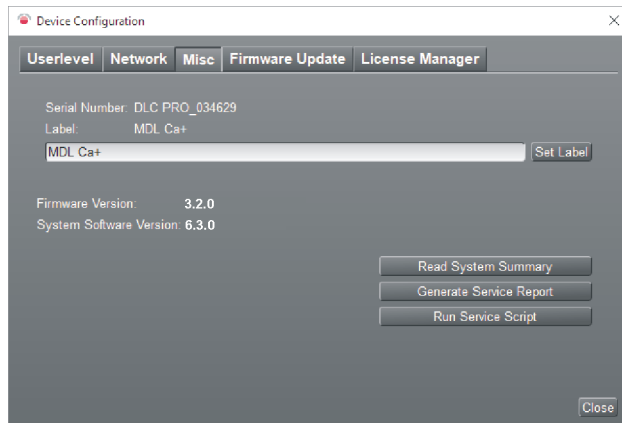 Device Configuration
Userlevel Network Misc Firmware Update License Manager
Serial Number: DLC PRO_034629
Label: MDL Ca+
MDL Ca+ Set Label
Firmware Version: 3.2.0
System Software Version: 6.3.0
Read System Summary
Generate Service Report
Run Service Script
Close